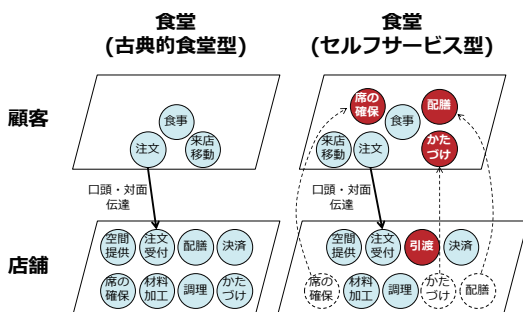 食堂
(古典的食堂型)
食堂
(セルフサービス型)
顧客
食事
注文
来店
移動
席の
確保
食事
配膳
来店
移動
注文
かた
づけ
口頭・対面
伝達
口頭・対面
伝達
店舗
空間
提供
注文
受付
配膳
決済
席の
確保
材料
加工
調理
かた
づけ
空間
提供
注文
受付
引渡
決済
席の
確保
材料
加工
調理
かた
づけ
配膳